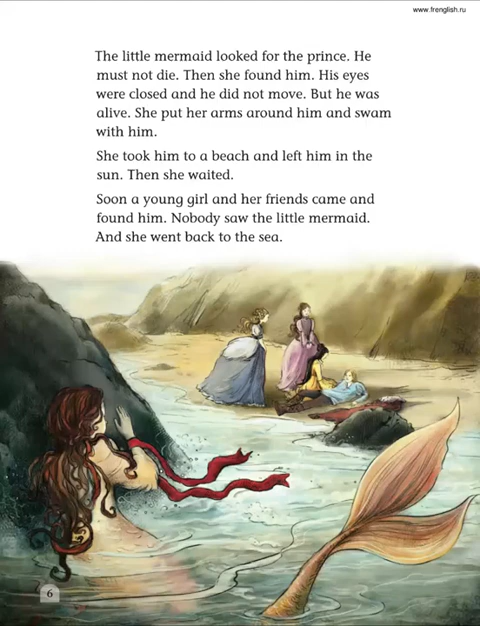 www.frenglish.ru
The little mermaid looked for the prince. He
must not die. Then she found him. His eyes
were closed and he did not move. But he was
alive. She put her arms around him and swam
with him.
She took him to a beach and left him in the
sun. Then she waited.
Soon a young girl and her friends came and
found him. Nobody saw the little mermaid.
And she went back to the sea.
6